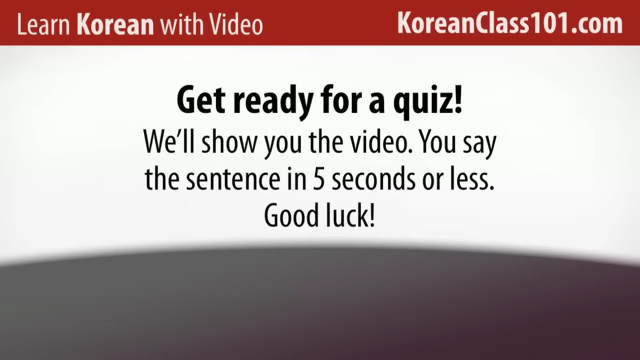 Learn Korean with Video
KoreanClass101.com
Get ready for a quiz!
We'll show you the video. You say
the sentence in 5 seconds or less.
Good luck!